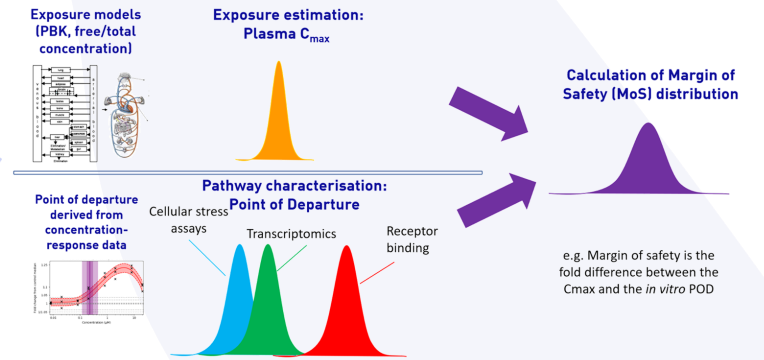 Exposure models
(PBK, free/total
concentration)
Exposure estimation:
Plasma Cmax
Calculation of Margin of
Safety (MoS) distribution
Point of departure
derived from
concentration-
response data
Pathway characterisation:
Point of Departure
Cellular stress
assays
Transcriptomics
Receptor
binding
e.g. Margin of safety is the
fold difference between the
Cmax and the in vitro POD